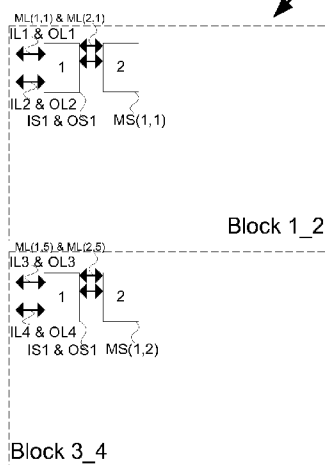 ML(1,1) & ML(2,1)
IL1 & OL1
1 2
IL2 & OL2
IS1 & OS1 MS(1,1)
Block 1_2
ML(1,5) & ML(2,5)
IL3 & OL3
1 2
IL4 & OL4
IS1 & OS1 MS(1,2)
Block 3_4